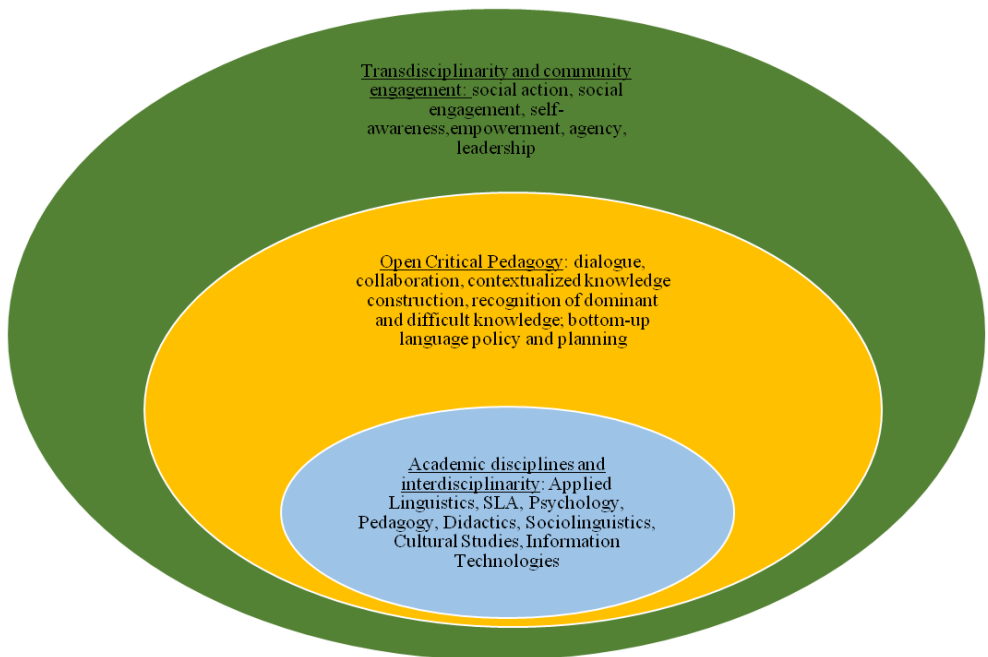 Transdisciplinarity and community
engagement: social action, social
engagement, self-
awareness,empowerment, agency,
leadership
Open Critical Pedagogy: dialogue,
collaboration, contextualized knowledge
construction, recognition of dominant
and difficult knowledge; bottom-up
language policy and planning
Academic disciplines and
interdisciplinarity: Applied
Linguistics, SLA, Psychology,
Pedagogy, Didactics, Sociolinguistics,
Cultural Studies, Information
Technologies